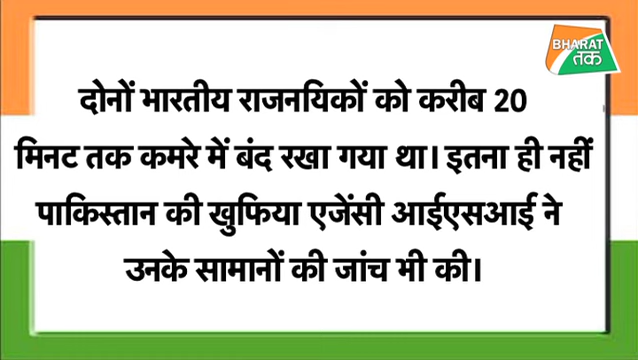 BHARAT
तक
दोनों भारतीय राजनयिकों को करीब 20
मिनट तक कमरे में बंद रखा गया था। इतना ही नहीं
पाकिस्तान की खुफिया एजेंसी आईएसआई ने
उनके सामानों की जांच भी की।